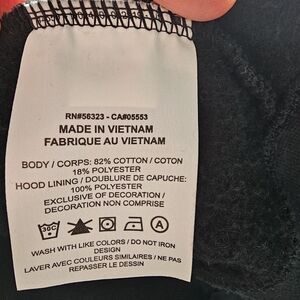 RN#56323 - CA#05553
MADE IN VIETNAM
FABRIQUE AU VIETNAM
BODY / CORPS: 82% COTTON / COTON
18% POLYESTER
HOOD LINING / DOUBLURE DE CAPUCHE:
100% POLYESTER
EXCLUSIVE OF DECORATION /
DECORATION NON COMPRISE
30C
A
WASH WITH LIKE COLORS / DO NOT IRON
DESIGN
LAVER AVEC COULEURS SIMILAIRES / NE PAS
REPASSER LE DESSIN